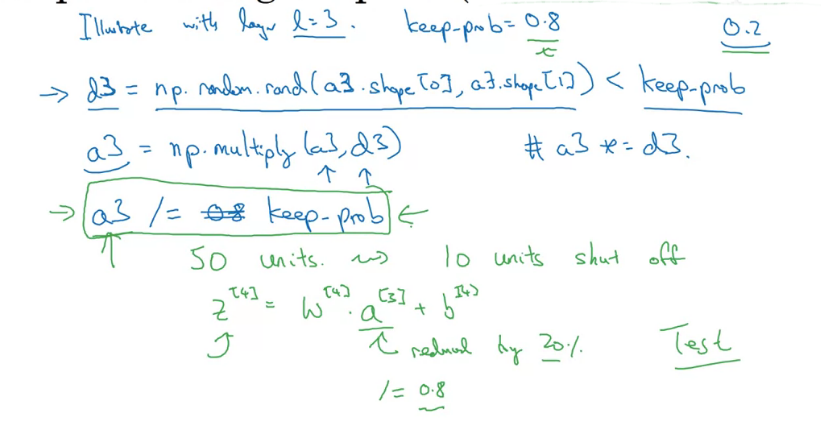 Illustrate with layer l=3. keep-prob = 0.8 0.2
x
→ d3 = np.random.rand(a3.shape[0], a3.shape[1]) < keep-prob
a3 = np.multiply(a3, d3) # a3 *= d3.
↑ ↑
→ a3 /= 0.8 keep-prob ←
↑
50 units. ⇝ 10 units shut off
z^[4] = W^[4] · a^[3] + b^[4]
reduced by 20%. Test
/= 0.8